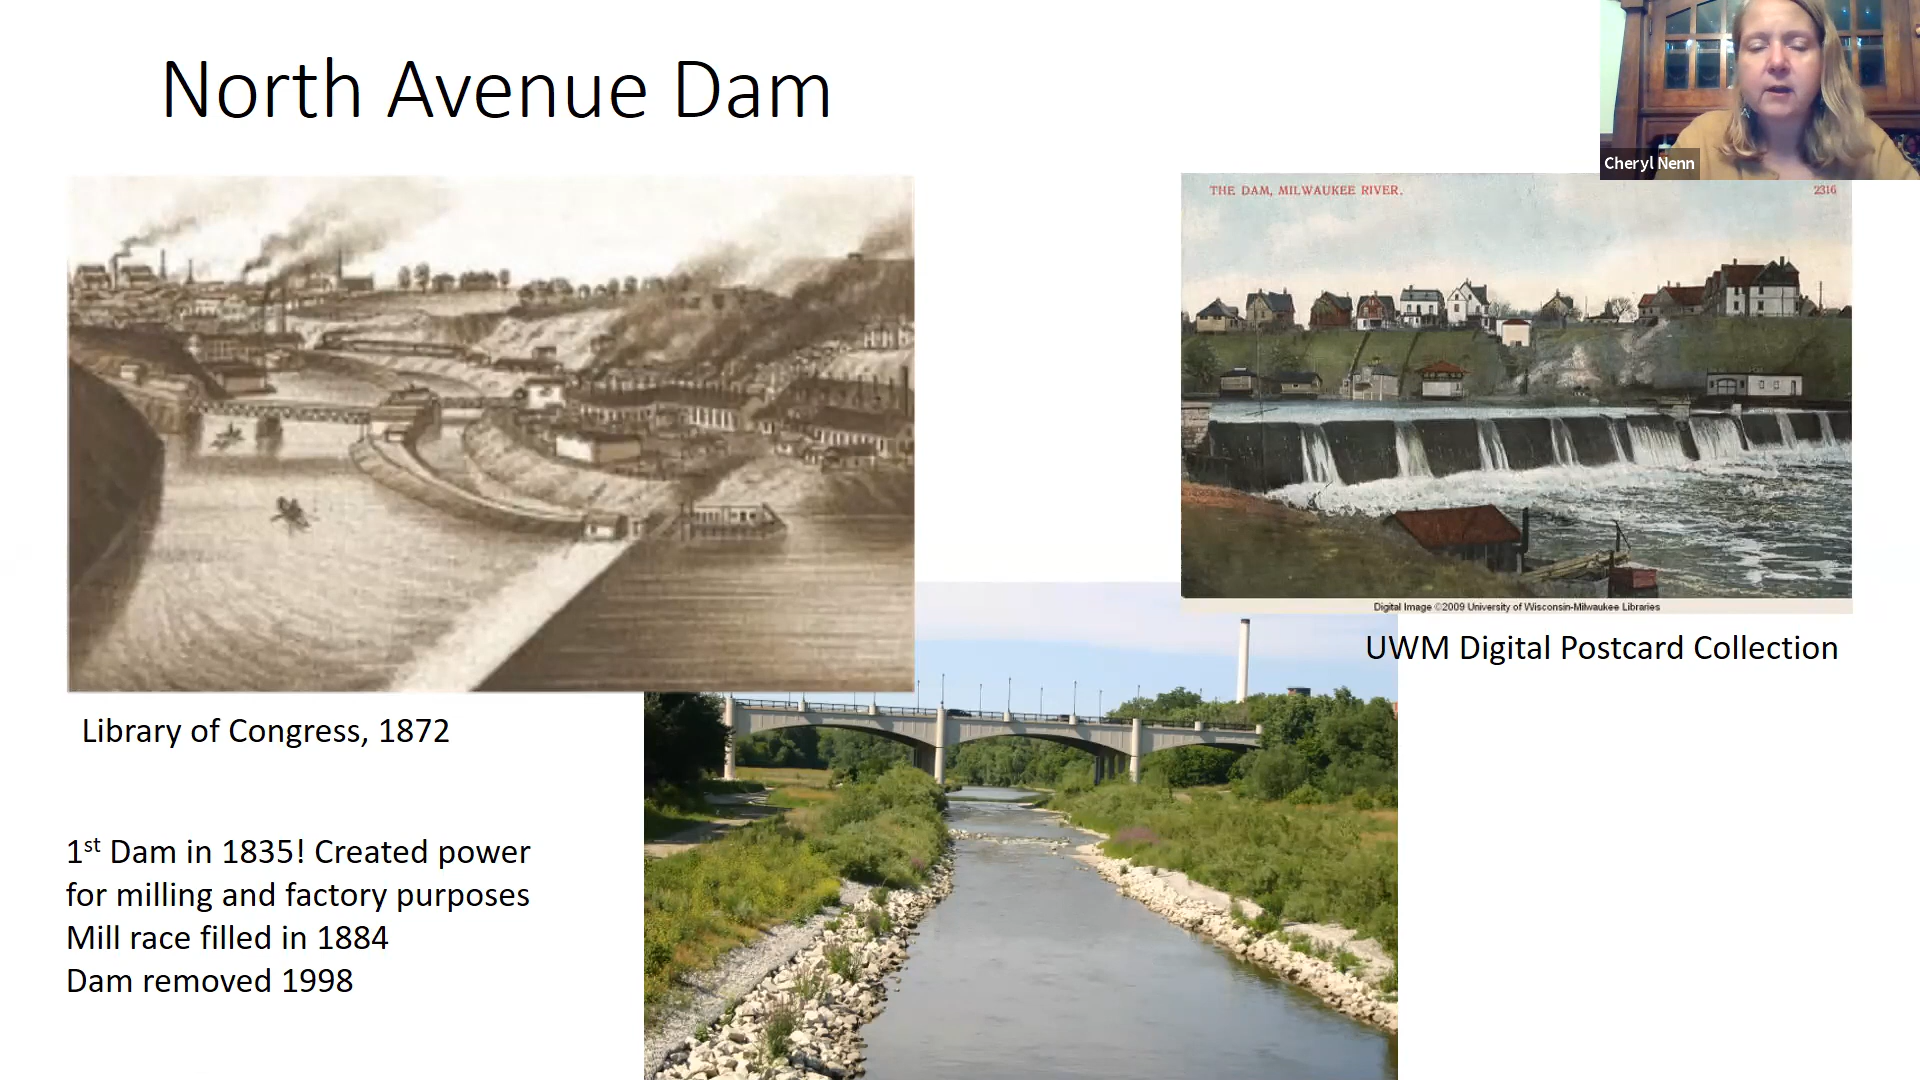 North Avenue Dam
Cheryl Nenn
THE DAM, MILWAUKEE RIVER.
2316
Digital Image ©2009 University of Wisconsin-Milwaukee Libraries
UWM Digital Postcard Collection
Library of Congress, 1872
1st Dam in 1835! Created power
for milling and factory purposes
Mill race filled in 1884
Dam removed 1998